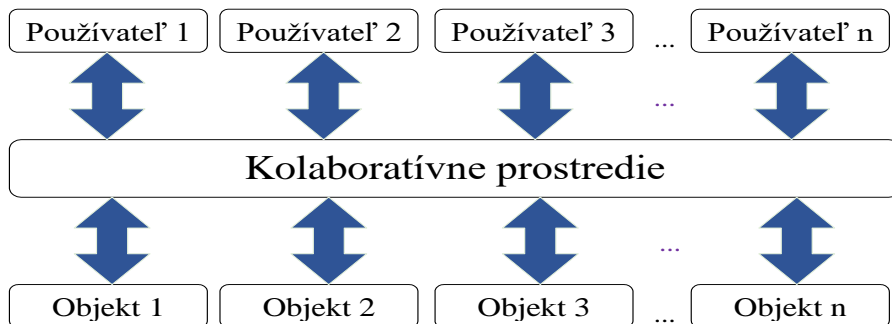 Používateľ 1 Používateľ 2 Používateľ 3 ... Používateľ n
...
Kolaboratívne prostredie
...
Objekt 1 Objekt 2 Objekt 3 ... Objekt n